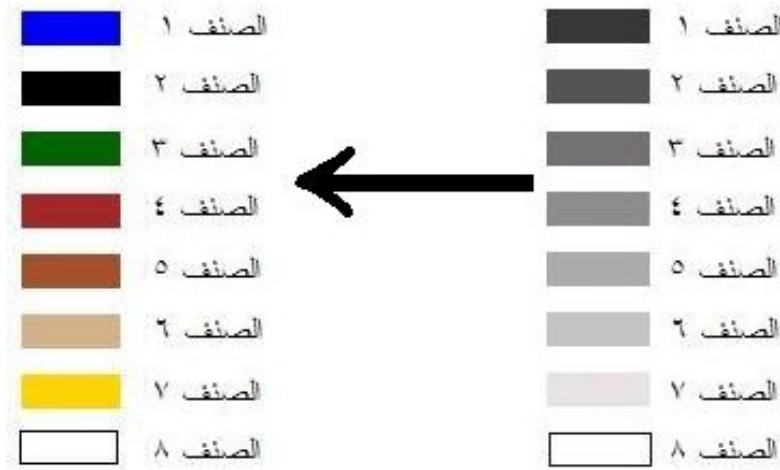 الصنف ١
الصنف ٢
الصنف ٣
الصنف ٤
الصنف ٥
الصنف ٦
الصنف ٧
الصنف ٨
الصنف ١
الصنف ٢
الصنف ٣
الصنف ٤
الصنف ٥
الصنف ٦
الصنف ٧
الصنف ٨